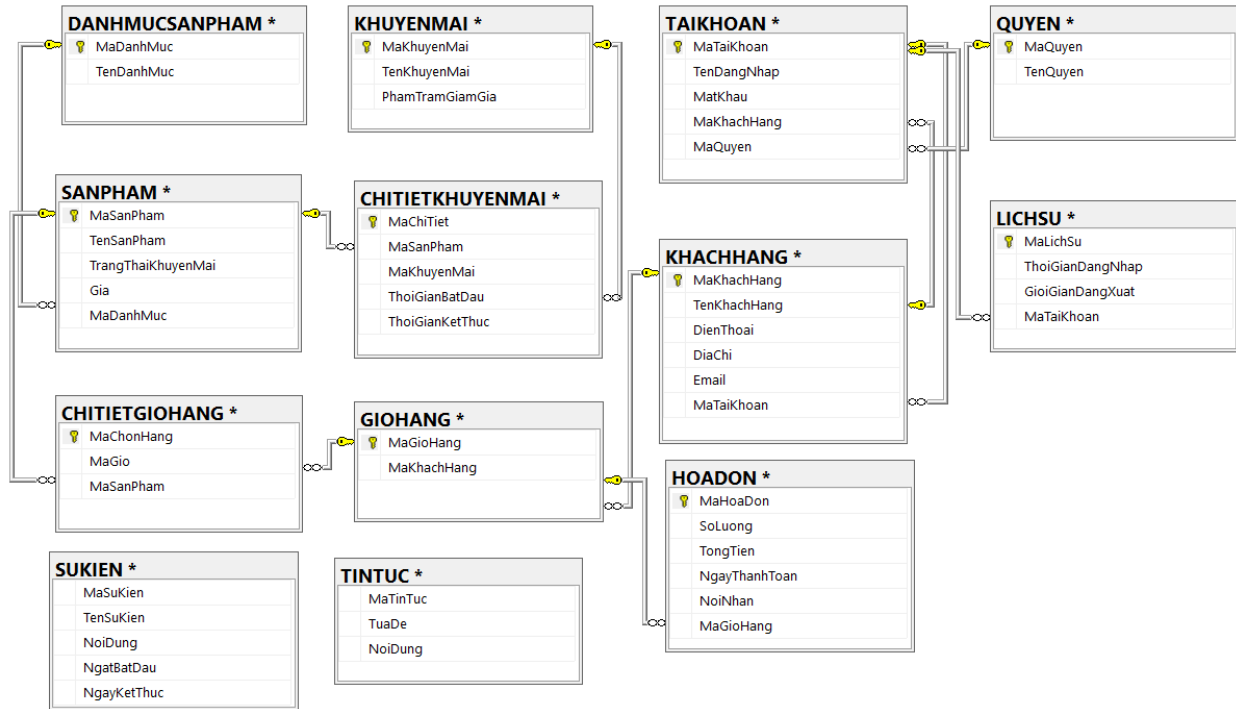 DANHMUCSANPHAM *
MaDanhMuc
TenDanhMuc
KHUYENMAI *
MaKhuyenMai
TenKhuyenMai
PhamTramGiamGia
TAIKHOAN *
MaTaiKhoan
TenDangNhap
MatKhau
MaKhachHang
MaQuyen
QUYEN *
MaQuyen
TenQuyen
SANPHAM *
MaSanPham
TenSanPham
TrangThaiKhuyenMai
Gia
MaDanhMuc
CHITIETKHUYENMAI *
MaChiTiet
MaSanPham
MaKhuyenMai
ThoiGianBatDau
ThoiGianKetThuc
KHACHHANG *
MaKhachHang
TenKhachHang
DienThoai
DiaChi
Email
MaTaiKhoan
LICHSU *
MaLichSu
ThoiGianDangNhap
GioiGianDangXuat
MaTaiKhoan
CHITIETGIOHANG *
MaChonHang
MaGio
MaSanPham
GIOHANG *
MaGioHang
MaKhachHang
HOADON *
MaHoaDon
SoLuong
TongTien
NgayThanhToan
NoiNhan
MaGioHang
SUKIEN *
MaSuKien
TenSuKien
NoiDung
NgatBatDau
NgayKetThuc
TINTUC *
MaTinTuc
TuaDe
NoiDung